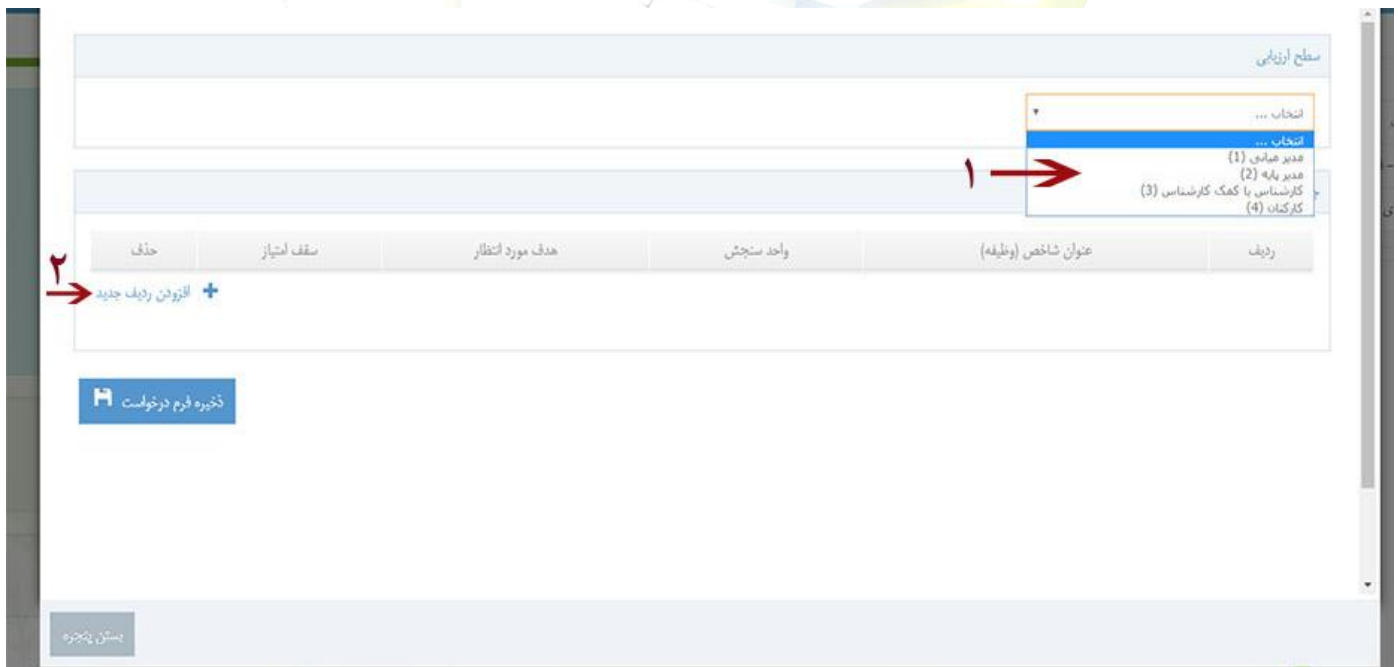 سطح ارزیابی
انتخاب ...
انتخاب ...
مدیر میانی (1)
مدیر پایه (2)
کارشناس یا کمک کارشناس (3)
کارکنان (4)
۱
ردیف عنوان شاخص (وظیفه) واحد سنجش هدف مورد انتظار سقف امتیاز حذف
۲
افزودن ردیف جدید
ذخیره فرم درخواست
بستن پنجره